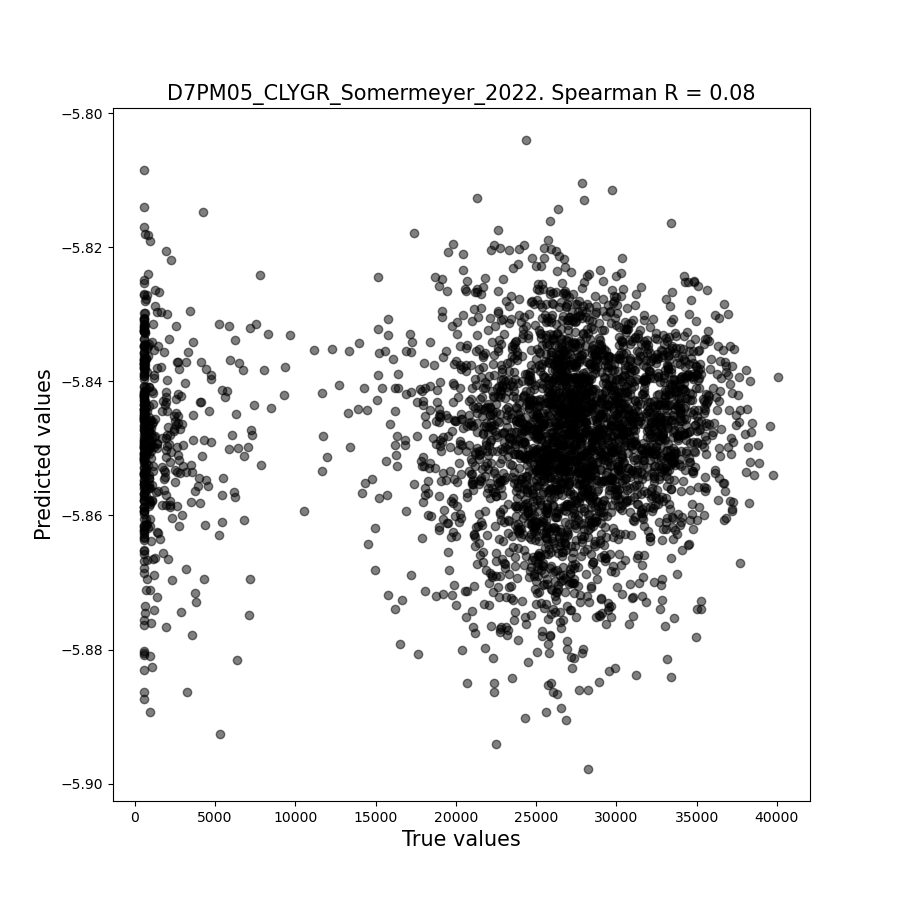 D7PM05_CLYGR_Somermeyer_2022. Spearman R = 0.08
−5.80
−5.82
−5.84
−5.86
−5.88
−5.90
Predicted values
0 5000 10000 15000 20000 25000 30000 35000 40000
True values